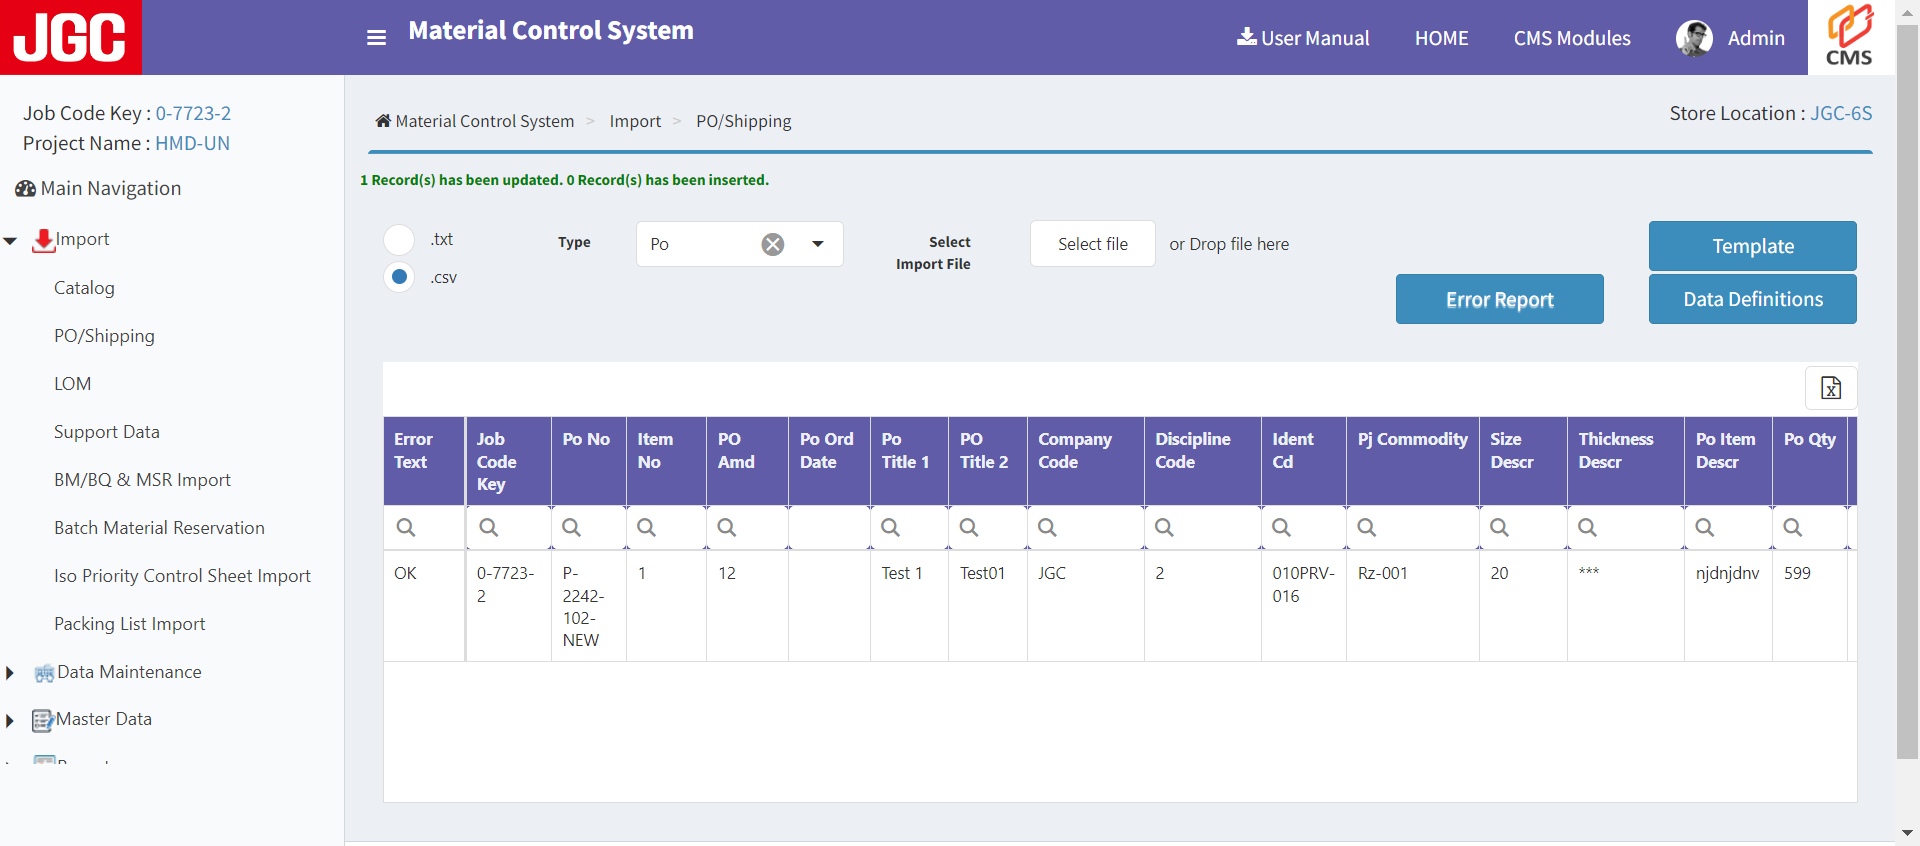 JGC
Material Control System
User Manual
HOME
CMS Modules
Admin
CMS
Job Code Key : 0-7723-2
Project Name : HMD-UN
Main Navigation
Import
Catalog
PO/Shipping
LOM
Support Data
BM/BQ & MSR Import
Batch Material Reservation
Iso Priority Control Sheet Import
Packing List Import
Data Maintenance
Master Data
Material Control System > Import > PO/Shipping
Store Location : JGC-6S
1 Record(s) has been updated. 0 Record(s) has been inserted.
.txt
.csv
Type
Po
Select
Import File
Select file
or Drop file here
Template
Error Report
Data Definitions
Error Text
Job Code Key
Po No
Item No
PO Amd
Po Ord Date
Po Title 1
PO Title 2
Company Code
Discipline Code
Ident Cd
Pj Commodity
Size Descr
Thickness Descr
Po Item Descr
Po Qty
OK
0-7723-2
P-2242-102-NEW
1
12
Test 1
Test01
JGC
2
010PRV-016
Rz-001
20
***
njdnjdnv
599